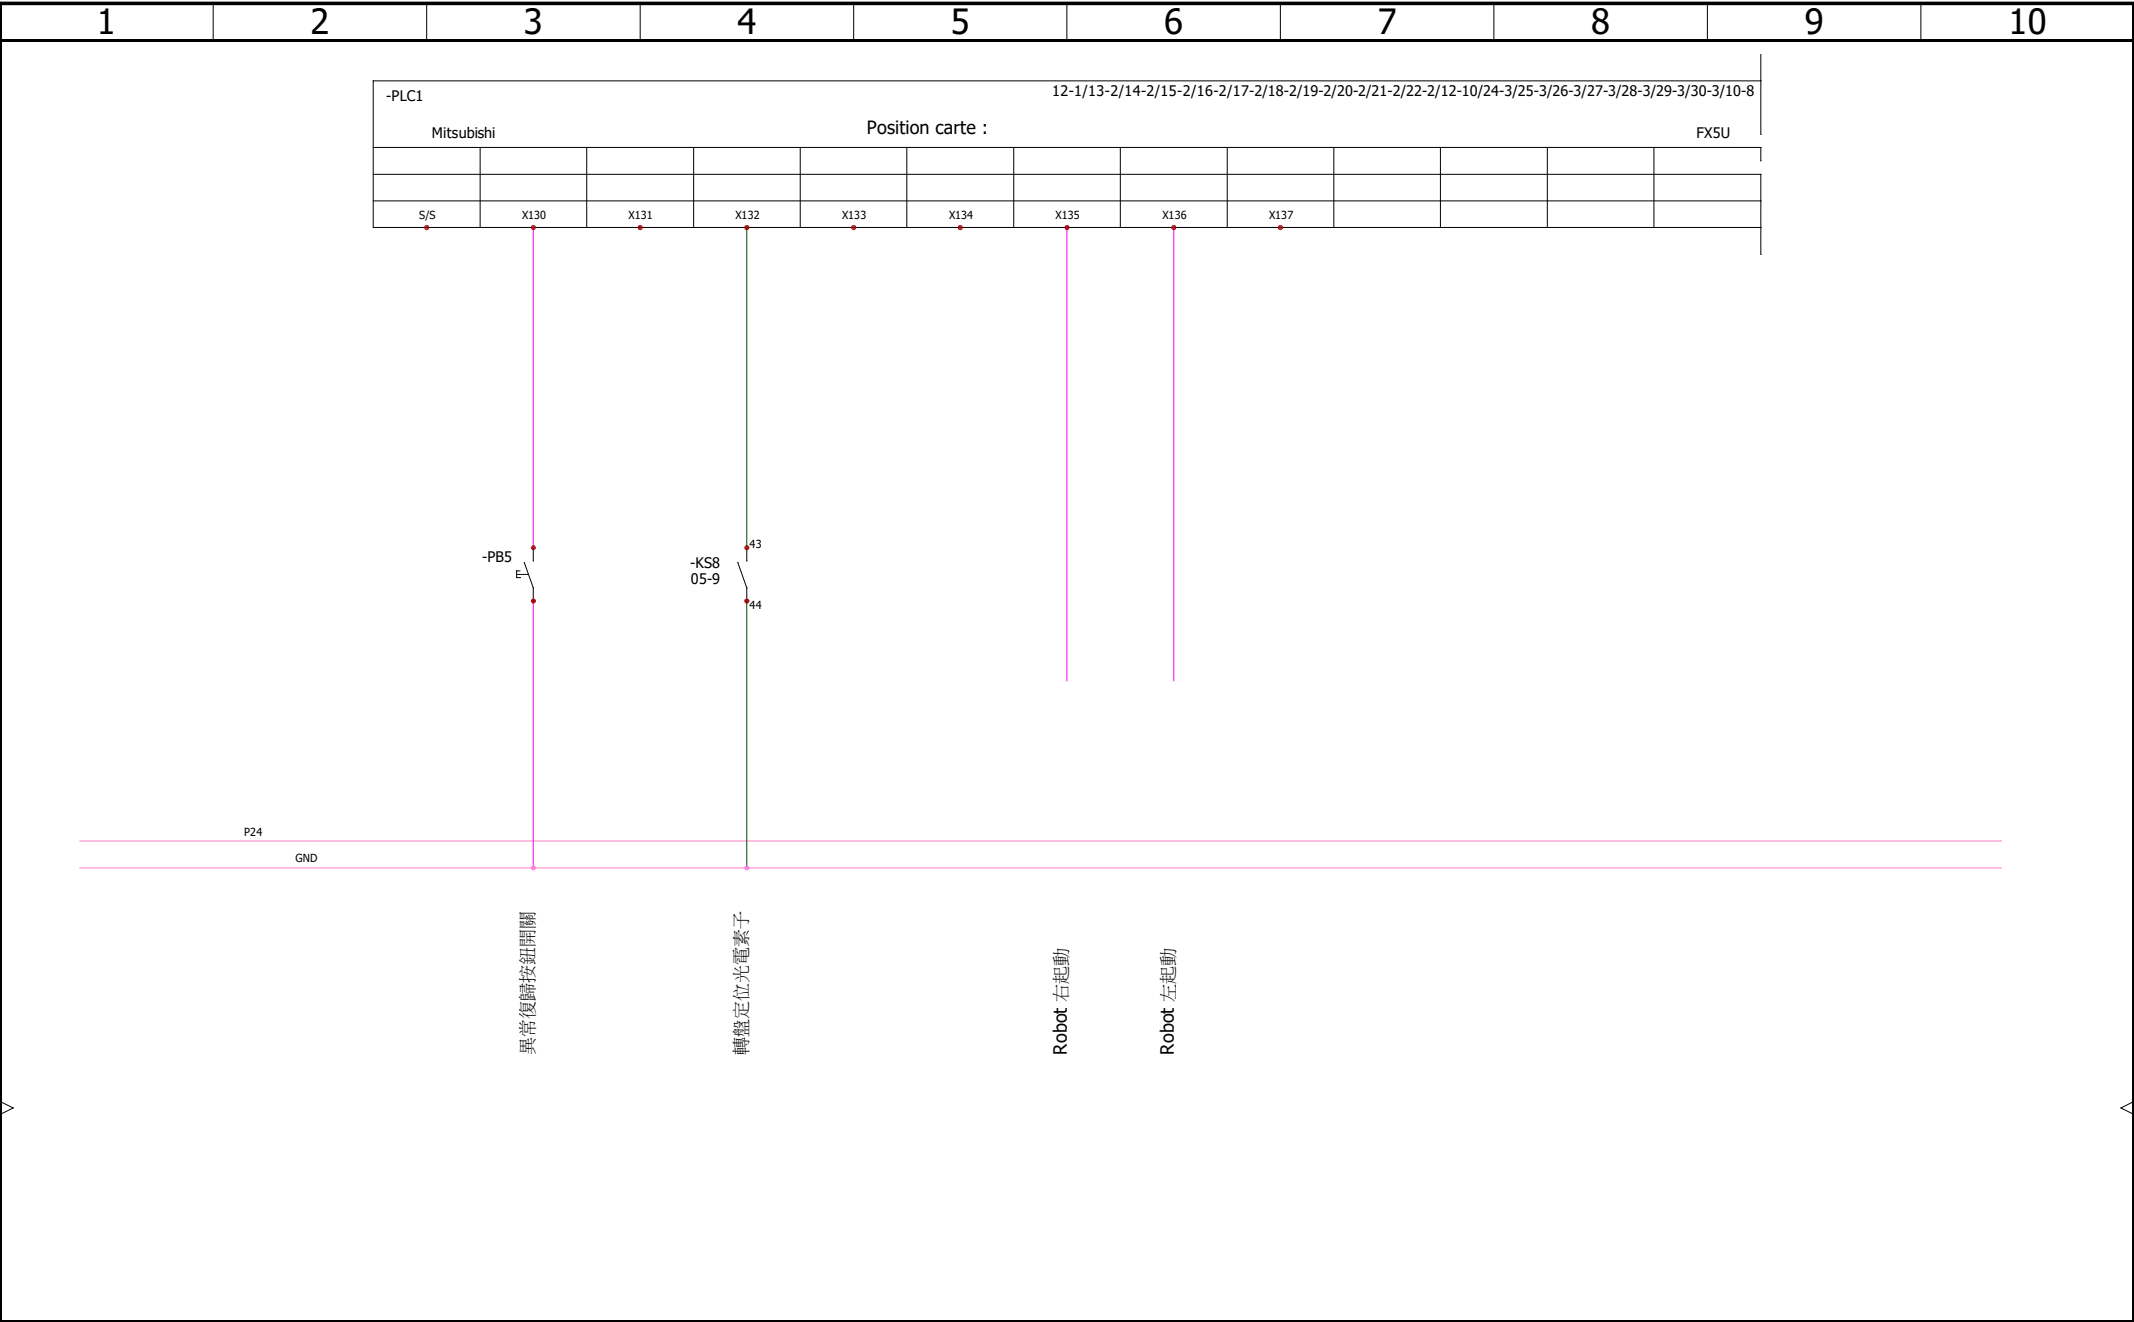 1 2 3 4 5 6 7 8 9 10
-PLC1 12-1/13-2/14-2/15-2/16-2/17-2/18-2/19-2/20-2/21-2/22-2/12-10/24-3/25-3/26-3/27-3/28-3/29-3/30-3/10-8
Mitsubishi Position carte : FX5U
S/S X130 X131 X132 X133 X134 X135 X136 X137
43
-PB5
-KS8
05-9
44
P24
GND
異常復歸按鈕開關
轉盤定位光電素子
Robot 右起動
Robot 左起動